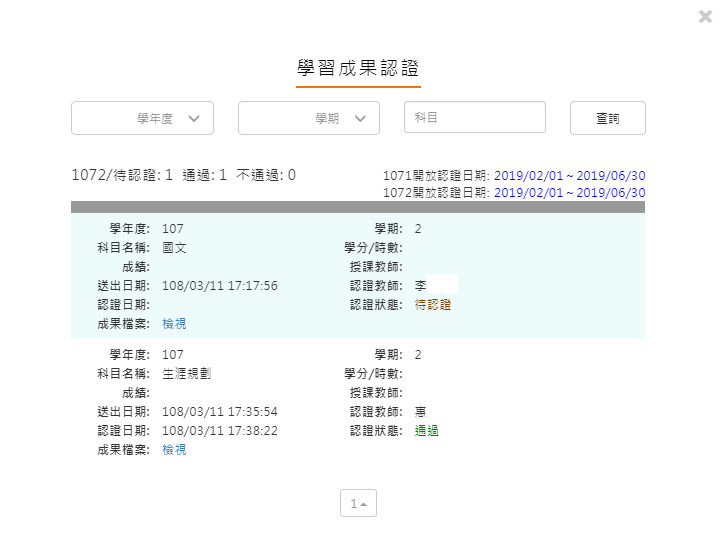 學習成果認證
學年度 學期 科目 查詢
1072/待認證: 1 通過: 1 不通過: 0
1071開放認證日期: 2019/02/01 ~ 2019/06/30
1072開放認證日期: 2019/02/01 ~ 2019/06/30
學年度: 107 學期: 2
科目名稱: 國文 學分/時數:
成績: 授課教師:
送出日期: 108/03/11 17:17:56 認證教師: 李
認證日期: 認證狀態: 待認證
成果檔案: 檢視
學年度: 107 學期: 2
科目名稱: 生涯規劃 學分/時數:
成績: 授課教師:
送出日期: 108/03/11 17:35:54 認證教師: 惠
認證日期: 108/03/11 17:38:22 認證狀態: 通過
成果檔案: 檢視
1